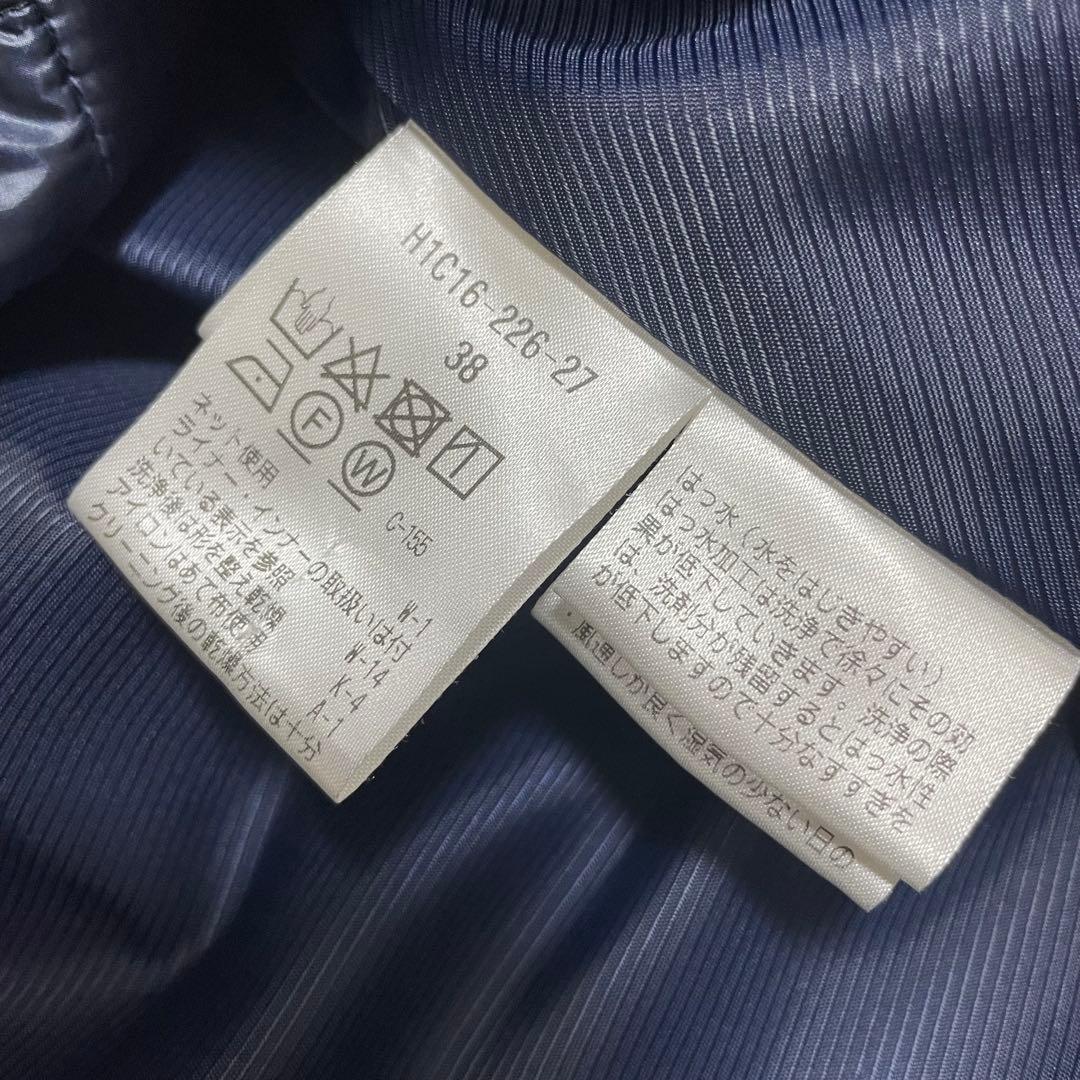 H1C16-226-27
38
F
W
C-155
ネット使用 W-1
ライナー・インナーの取扱いは付
いている表示を参照 W-14
洗浄後は形を整え乾燥 K-4
アイロンはあて布使用 A-1
クリーニング後の乾燥方法は十分
はっ水(水をはじきやすい)
はっ水加工は洗浄で徐々にその効
果が低下していきます。洗浄の際
は、洗剤分が残留するとはっ水性
が低下しますので十分なすすぎを
・風通しが良く湿気の少ない日の